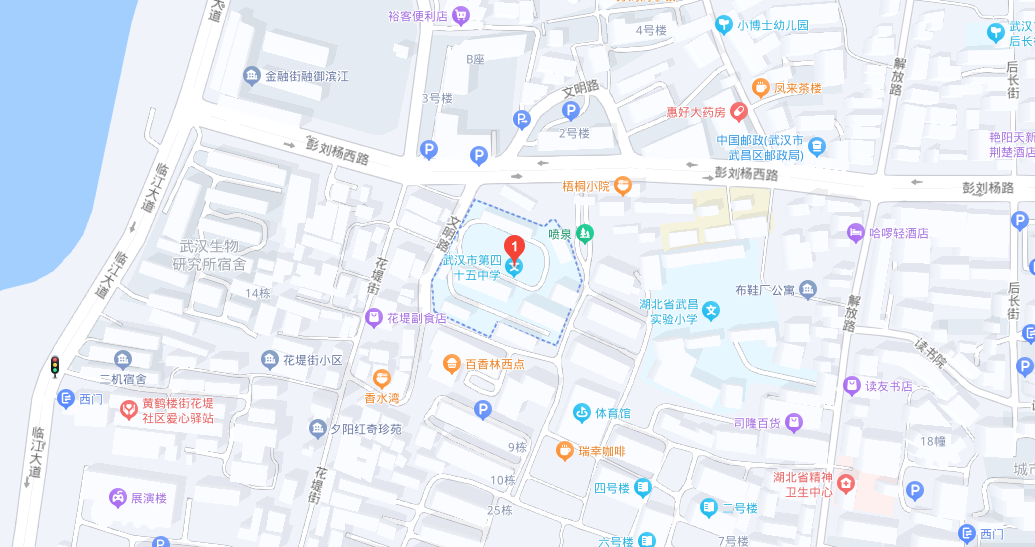 大道
裕客便利店
4号楼
小博士幼儿园
武汉
后长
B座
金融街融御滨江
3号楼
文明路
凤来茶楼
解放路
后长街
惠好大药房
2号楼
中国邮政(武汉市
武昌区邮政局)
艳阳天新
荆楚酒店
彭刘杨西路
彭刘杨西路
彭刘杨路
临江大道
梧桐小院
文明路
喷泉
哈啰轻酒店
武汉生物
研究所宿舍
1
武汉市第四
十五中学
花堤街
临江大道
14栋
布鞋厂公寓
后长街
湖北省武昌
实验小学
解放路
花堤副食店
读书院
三机宿舍
花堤街小区
百香林西点
西门
香水湾
读友书店
黄鹤楼街花堤
社区爱心驿站
体育馆
司隆百货
夕阳红奇珍苑
临江大道
9栋
瑞幸咖啡
18幢
花堤街
10栋
四号楼
湖北省精神
卫生中心
城市
展演楼
25栋
二号楼
西门
六号楼
7号楼